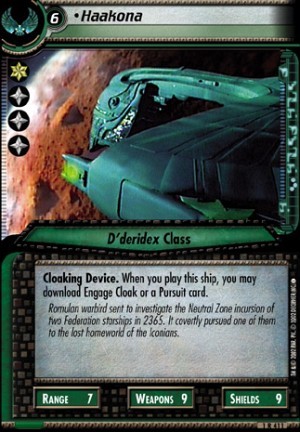 6 •Haakona
D'deridex Class
Cloaking Device. When you play this ship, you may
download Engage Cloak or a Pursuit card.
Romulan warbird sent to investigate the Neutral Zone incursion of
two Federation starships in 2365. It covertly pursued one of them
to the lost homeworld of the Iconians.
RANGE 7 WEAPONS 9 SHIELDS 9